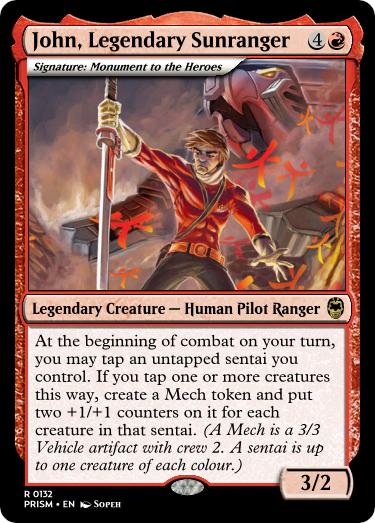 John, Legendary Sunranger 4
Signature: Monument to the Heroes
Legendary Creature — Human Pilot Ranger
At the beginning of combat on your turn,
you may tap an untapped sentai you
control. If you tap one or more creatures
this way, create a Mech token and put
two +1/+1 counters on it for each
creature in that sentai. (A Mech is a 3/3
Vehicle artifact with crew 2. A sentai is up
to one creature of each colour.)
3/2
R 0132
PRISM • EN Sopeh